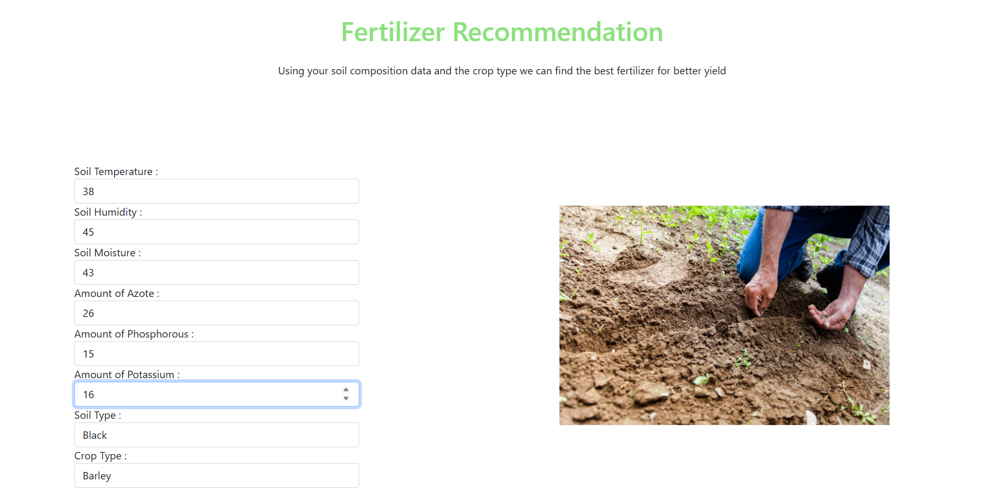 Fertilizer Recommendation
Using your soil composition data and the crop type we can find the best fertilizer for better yield
Soil Temperature :
38
Soil Humidity :
45
Soil Moisture :
43
Amount of Azote :
26
Amount of Phosphorous :
15
Amount of Potassium :
16
Soil Type :
Black
Crop Type :
Barley